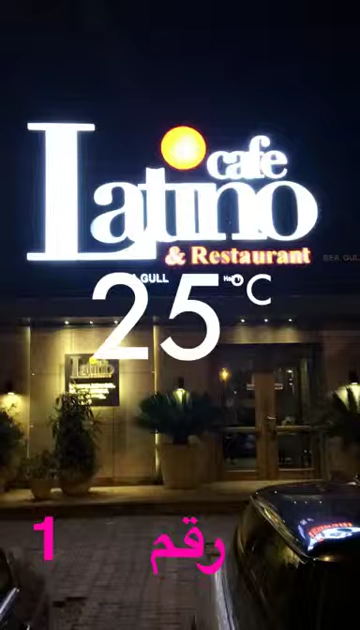 Latino cafe
& Restaurant
25°C
رقم 1